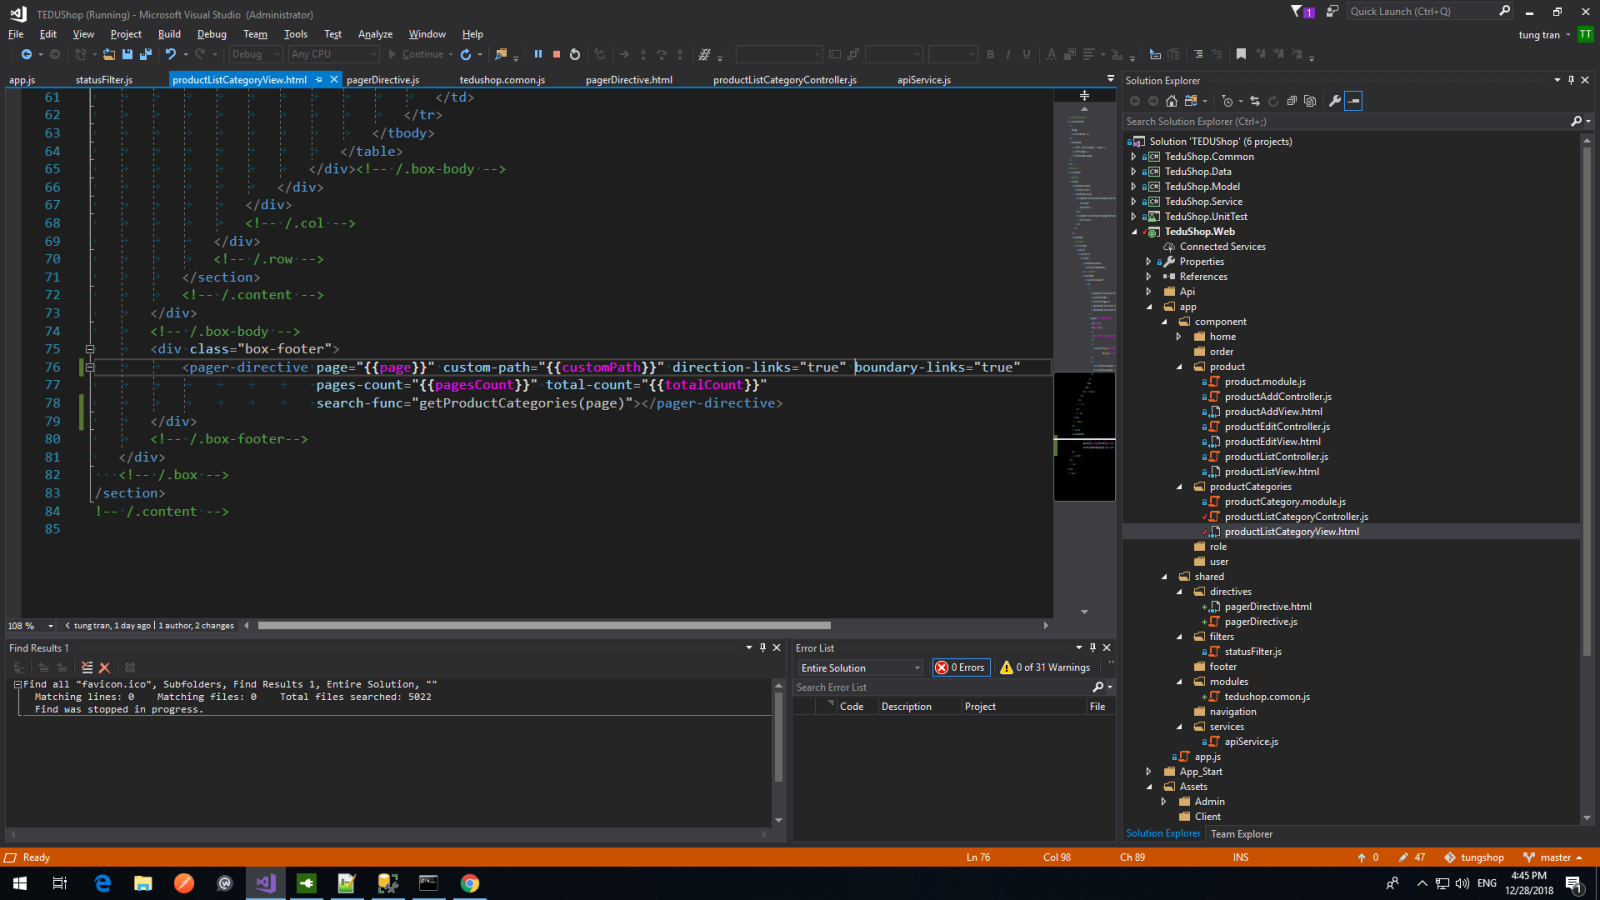 TEDUShop (Running) - Microsoft Visual Studio (Administrator)
1
Quick Launch (Ctrl+Q)
File Edit View Project Build Debug Team Tools Test Analyze Window Help
tung tran TT
Debug Any CPU Continue
app.js statusFilter.js productListCategoryView.html pagerDirective.js tedushop.comon.js pagerDirective.html productListCategoryController.js apiService.js
61 </td>
62 </tr>
63 </tbody>
64 </table>
65 </div><!-- /.box-body -->
66 </div>
67 </div>
68 <!-- /.col -->
69 </div>
70 <!-- /.row -->
71 </section>
72 <!-- /.content -->
73 </div>
74 <!-- /.box-body -->
75 <div class="box-footer">
76 <pager-directive page="{{page}}" custom-path="{{customPath}}" direction-links="true" boundary-links="true"
77 pages-count="{{pagesCount}}" total-count="{{totalCount}}"
78 search-func="getProductCategories(page)"></pager-directive>
79 </div>
80 <!-- /.box-footer-->
81 </div>
82 <!-- /.box -->
83 /section>
84 !-- /.content -->
85
108 % tung tran, 1 day ago | 1 author, 2 changes
Find Results 1
Find all "favicon.ico", Subfolders, Find Results 1, Entire Solution, ""
Matching lines: 0 Matching files: 0 Total files searched: 5022
Find was stopped in progress.
Error List
Entire Solution 0 Errors 0 of 31 Warnings
Search Error List
Code Description Project File
Solution Explorer
Search Solution Explorer (Ctrl+;)
Solution 'TEDUShop' (6 projects)
TeduShop.Common
TeduShop.Data
TeduShop.Model
TeduShop.Service
TeduShop.UnitTest
TeduShop.Web
Connected Services
Properties
References
Api
app
component
home
order
product
product.module.js
productAddController.js
productAddView.html
productEditController.js
productEditView.html
productListController.js
productListView.html
productCategories
productCategory.module.js
productListCategoryController.js
productListCategoryView.html
role
user
shared
directives
pagerDirective.html
pagerDirective.js
filters
statusFilter.js
footer
modules
tedushop.comon.js
navigation
services
apiService.js
app.js
App_Start
Assets
Admin
Client
Solution Explorer Team Explorer
Ready Ln 76 Col 98 Ch 89 INS 0 47 tungshop master
ENG 4:45 PM
12/28/2018
1